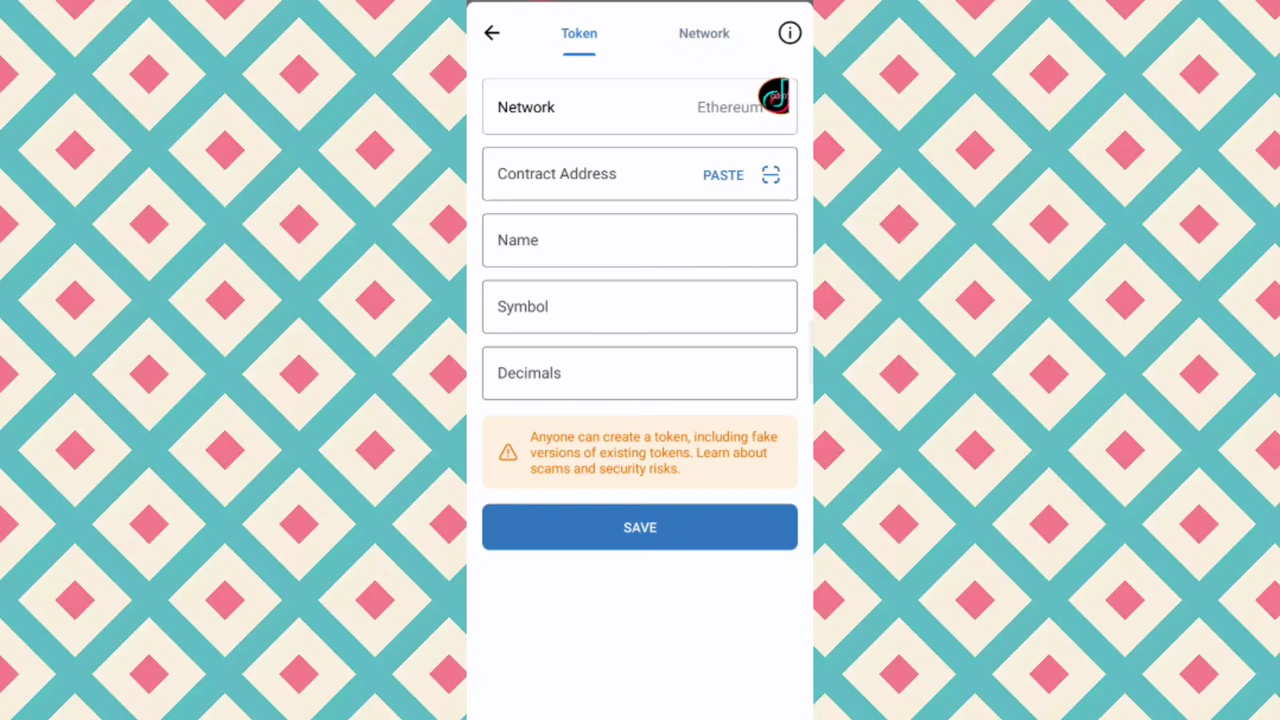 Token
Network
Network
Ethereum
Contract Address
PASTE
Name
Symbol
Decimals
Anyone can create a token, including fake
versions of existing tokens. Learn about
scams and security risks.
SAVE